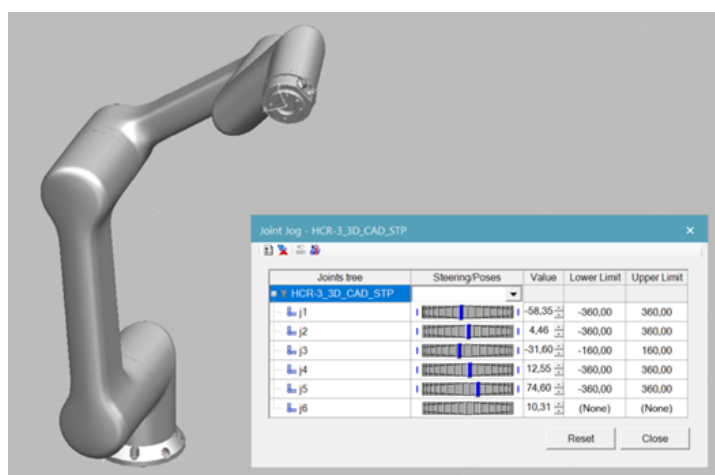 Joint Jog - HCR-3_3D_CAD_STP
Joints tree Steering/Poses Value Lower Limit Upper Limit
HCR-3_3D_CAD_STP
j1 -58,35 -360,00 360,00
j2 4,46 -360,00 360,00
j3 -31,60 -160,00 160,00
j4 12,55 -360,00 360,00
j5 74,60 -360,00 360,00
j6 10,31 (None) (None)
Reset Close